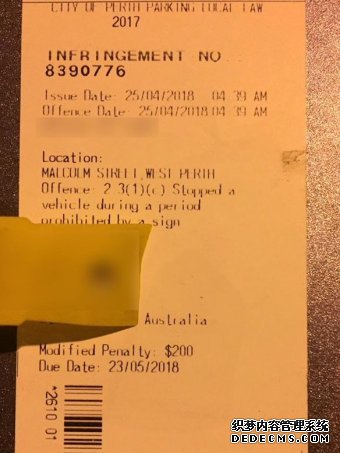 CITY OF PERTH PARKING LOCAL LAW
2017
INFRINGEMENT NO
8390776
Issue Date: 25/04/2018 04:39 AM
Offence Date: 25/04/2018 04:39 AM
Location:
MALCOLM STREET,WEST PERTH
Offence: 2.3(1)(c) Stopped a
vehicle during a period
prohibited by a sign
Australia
Modified Penalty: $200
Due Date: 23/05/2018
*2610 01
织梦内容管理系统
DEDECMS.COM